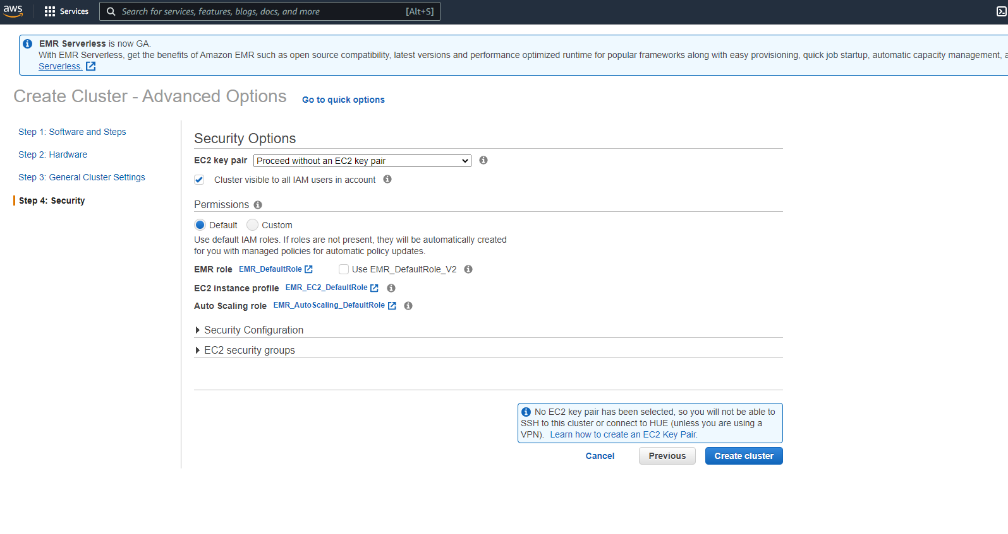 aws Services Search for services, features, blogs, docs, and more [Alt+S]
EMR Serverless is now GA.
With EMR Serverless, get the benefits of Amazon EMR such as open source compatibility, latest versions and performance optimized runtime for popular frameworks along with easy provisioning, quick job startup, automatic capacity management,
Serverless.
Create Cluster - Advanced Options Go to quick options
Step 1: Software and Steps
Step 2: Hardware
Step 3: General Cluster Settings
Step 4: Security
Security Options
EC2 key pair Proceed without an EC2 key pair
Cluster visible to all IAM users in account
Permissions
Default Custom
Use default IAM roles. If roles are not present, they will be automatically created
for you with managed policies for automatic policy updates.
EMR role EMR_DefaultRole Use EMR_DefaultRole_V2
EC2 instance profile EMR_EC2_DefaultRole
Auto Scaling role EMR_AutoScaling_DefaultRole
Security Configuration
EC2 security groups
No EC2 key pair has been selected, so you will not be able to
SSH to this cluster or connect to HUE (unless you are using a
VPN). Learn how to create an EC2 Key Pair.
Cancel Previous Create cluster